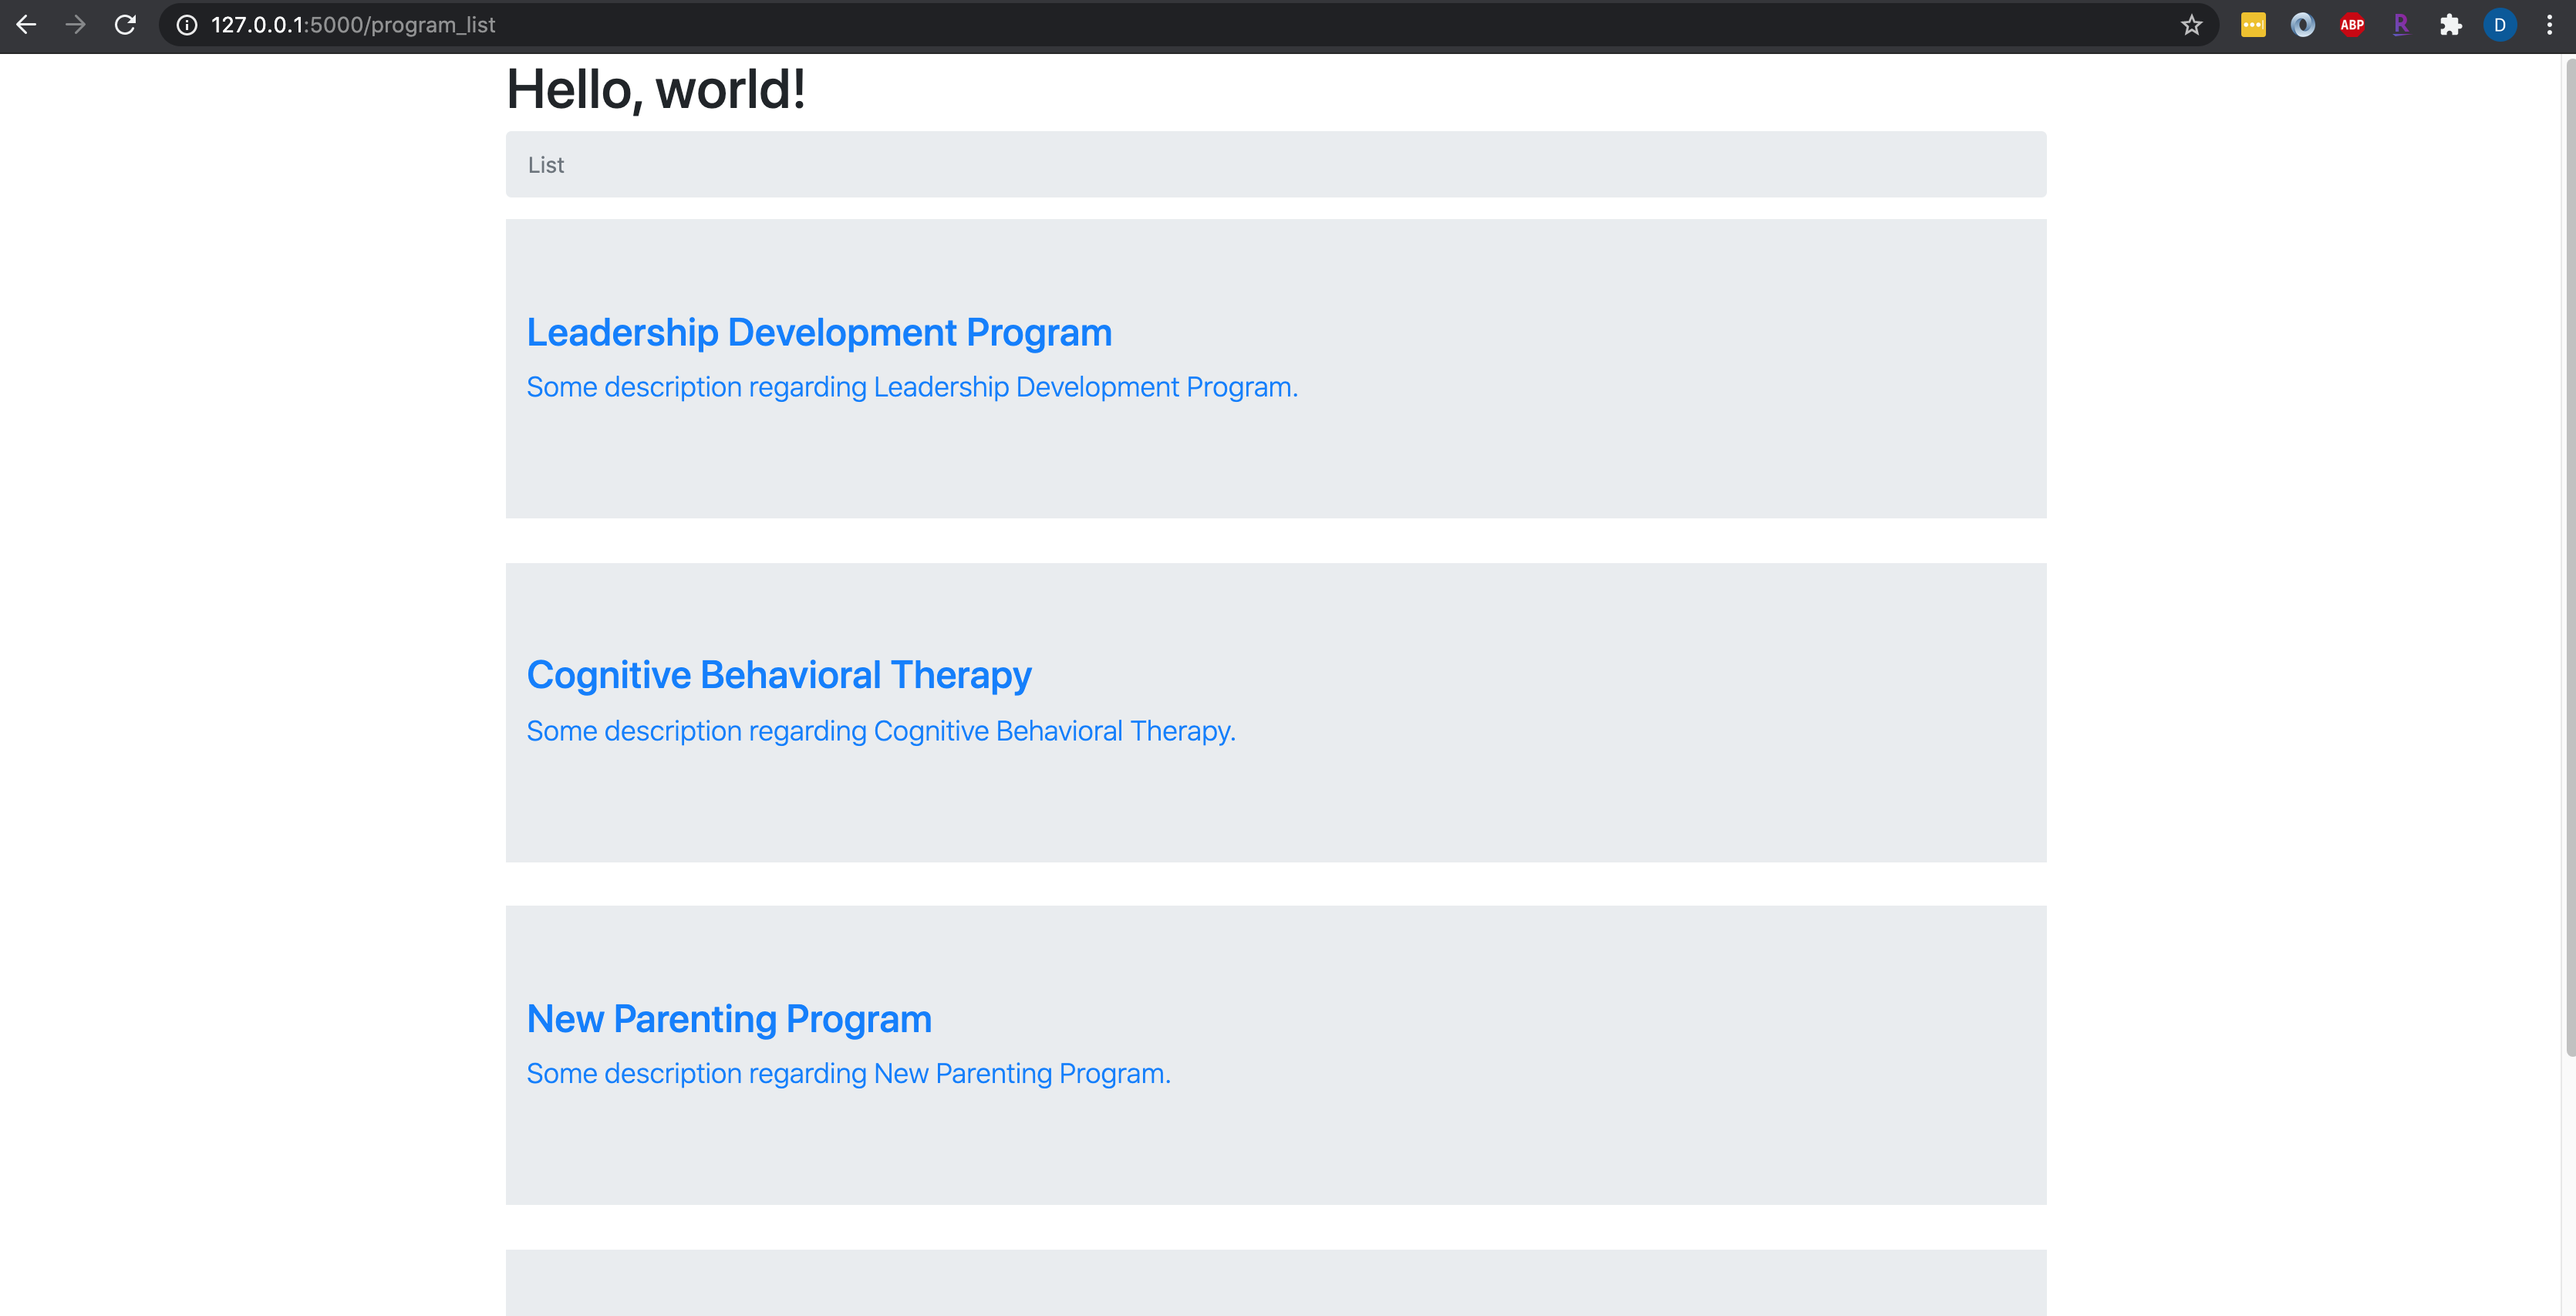 127.0.0.1:5000/program_list
ABP
R
D
Hello, world!
List
Leadership Development Program
Some description regarding Leadership Development Program.
Cognitive Behavioral Therapy
Some description regarding Cognitive Behavioral Therapy.
New Parenting Program
Some description regarding New Parenting Program.